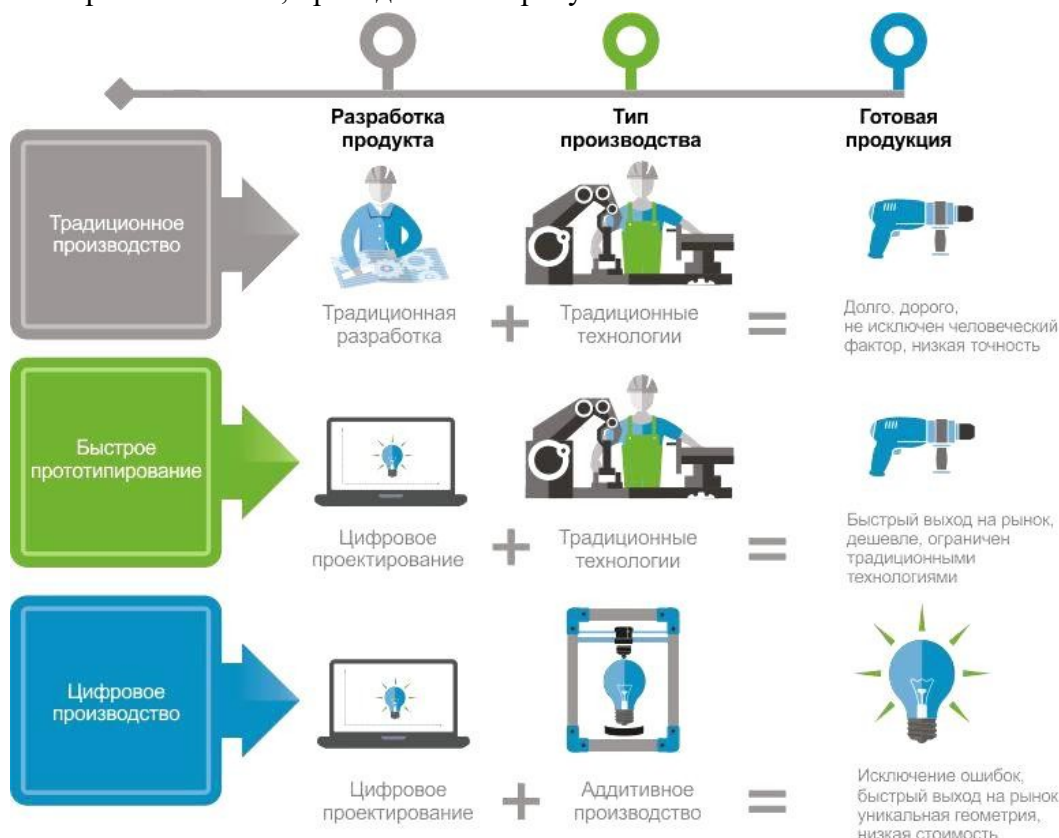 Разработка
продукта
Тип
производства
Готовая
продукция
Традиционное
производство
Традиционная
разработка
+
Традиционные
технологии
=
Долго, дорого,
не исключен человеческий
фактор, низкая точность
Быстрое
прототипирование
Цифровое
проектирование
+
Традиционные
технологии
=
Быстрый выход на рынок,
дешевле, ограничен
традиционными
технологиями
Цифровое
производство
Цифровое
проектирование
+
Аддитивное
производство
=
Исключение ошибок,
быстрый выход на рынок
уникальная геометрия,
низкая стоимость